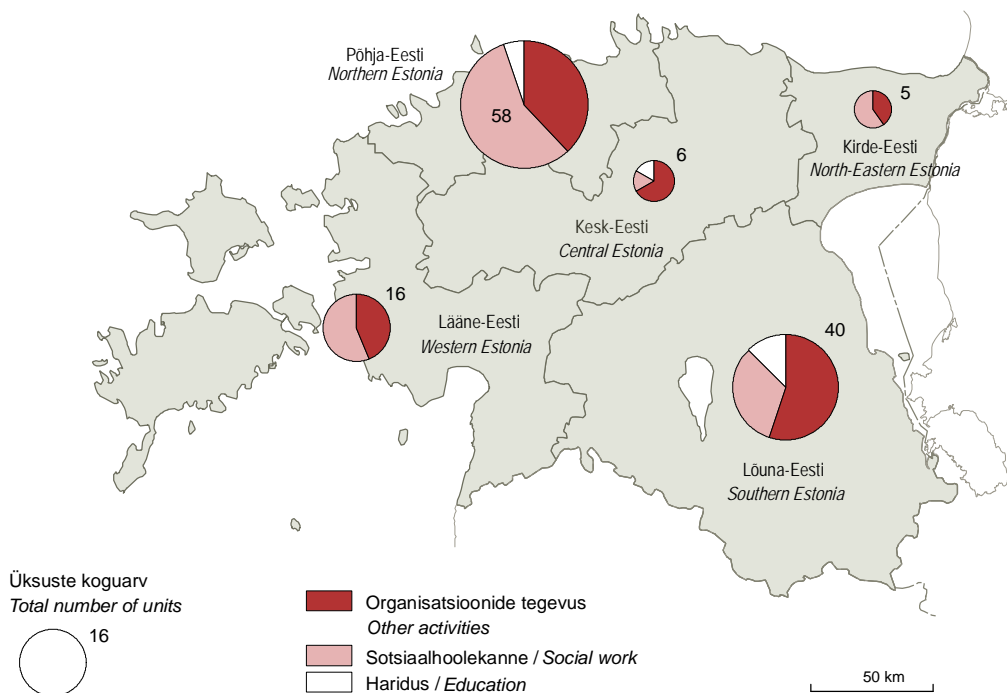 Põhja-Eesti
Northern Estonia
58
5
Kirde-Eesti
North-Eastern Estonia
6
Kesk-Eesti
Central Estonia
16
Lääne-Eesti
Western Estonia
40
Lõuna-Eesti
Southern Estonia
Üksuste koguarv
Total number of units
16
Organisatsioonide tegevus
Other activities
Sotsiaalhoolekanne / Social work
Haridus / Education
50 km